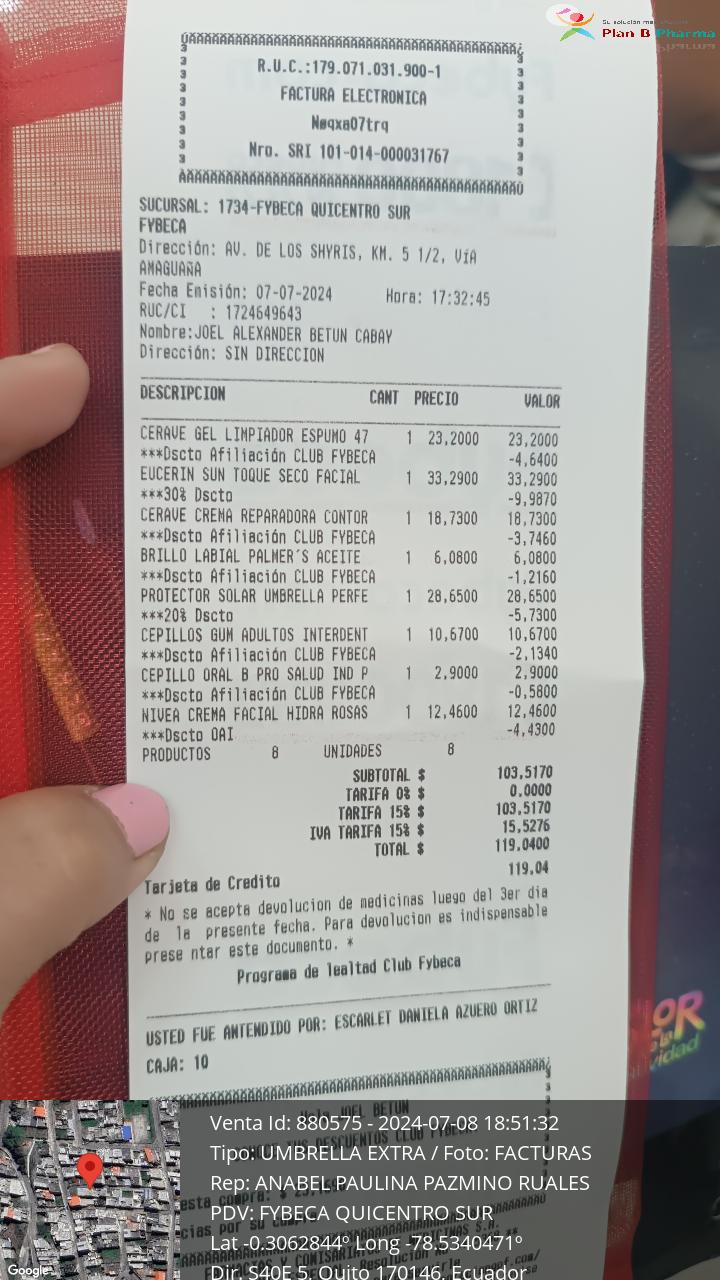 Plan B Pharma
R.U.C.:179.071.031.900-1
FACTURA ELECTRONICA
Nøqxa07trq
Nro. SRI 101-014-000031767
SUCURSAL: 1734-FYBECA QUICENTRO SUR
FYBECA
Dirección: AV. DE LOS SHYRIS, KM. 5 1/2, VíA
AMAGUAñA
Fecha Emisión: 07-07-2024 Hora: 17:32:45
RUC/CI : 1724649643
Nombre:JOEL ALEXANDER BETUN CABAY
Dirección: SIN DIRECCION
DESCRIPCION CANT PRECIO VALOR
CERAVE GEL LIMPIADOR ESPUMO 47 1 23,2000 23,2000
***Dscto Afiliación CLUB FYBECA -4,6400
EUCERIN SUN TOQUE SECO FACIAL 1 33,2900 33,2900
***30% Dscto -9,9870
CERAVE CREMA REPARADORA CONTOR 1 18,7300 18,7300
***Dscto Afiliación CLUB FYBECA -3,7460
BRILLO LABIAL PALMER'S ACEITE 1 6,0800 6,0800
***Dscto Afiliación CLUB FYBECA -1,2160
PROTECTOR SOLAR UMBRELLA PERFE 1 28,6500 28,6500
***20% Dscto -5,7300
CEPILLOS GUM ADULTOS INTERDENT 1 10,6700 10,6700
***Dscto Afiliación CLUB FYBECA -2,1340
CEPILLO ORAL B PRO SALUD IND P 1 2,9000 2,9000
***Dscto Afiliación CLUB FYBECA -0,5800
NIVEA CREMA FACIAL HIDRA ROSAS 1 12,4600 12,4600
***Dscto OAI -4,4300
PRODUCTOS 8 UNIDADES 8
SUBTOTAL $ 103,5170
TARIFA 0% $ 0.0000
TARIFA 15% $ 103,5170
IVA TARIFA 15% $ 15,5276
TOTAL $ 119.0400
Tarjeta de Credito 119.04
* No se acepta devolucion de medicinas luego del 3er dia
de la presente fecha. Para devolucion es indispensable
prese ntar este documento. *
Programa de lealtad Club Fybeca
USTED FUE ANTENDIDO POR: ESCARLET DANIELA AZUERO ORTIZ
CAJA: 10
Venta Id: 880575 - 2024-07-08 18:51:32
Tipo: UMBRELLA EXTRA / Foto: FACTURAS
Rep: ANABEL PAULINA PAZMINO RUALES
PDV: FYBECA QUICENTRO SUR
Lat -0.3062844º Long -78.5340471º
Dir. S40E 5, Quito 170146, Ecuador
Google